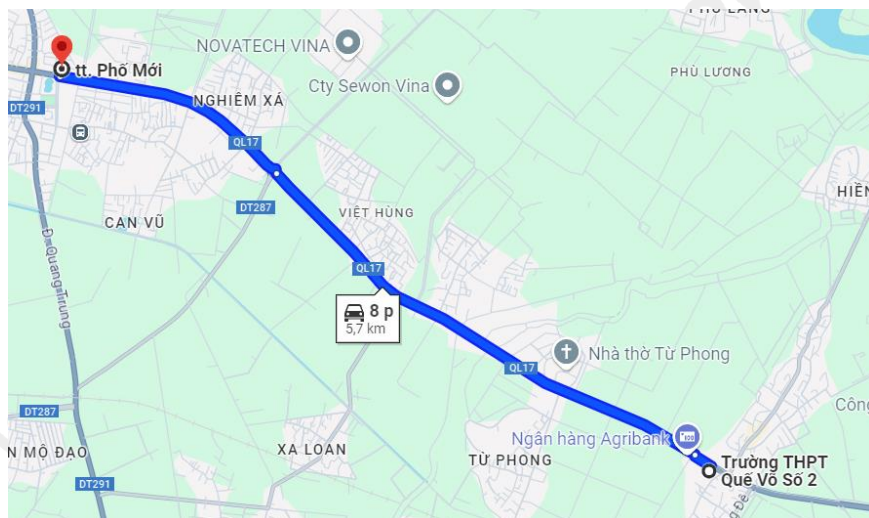 PHÙ LÃNG
NOVATECH VINA
tt. Phố Mới
PHÙ LƯƠNG
Cty Sewon Vina
NGHIÊM XÁ
DT291
QL17
HIỀN
DT287
VIỆT HÙNG
CAN VŨ
Đ. Quang Trung
QL17
8 p
5,7 km
Nhà thờ Từ Phong
QL17
DT287
Công
Ngân hàng Agribank
N MỘ ĐẠO
XA LOAN
TỪ PHONG
Trường THPT
Quế Võ Số 2
DT291